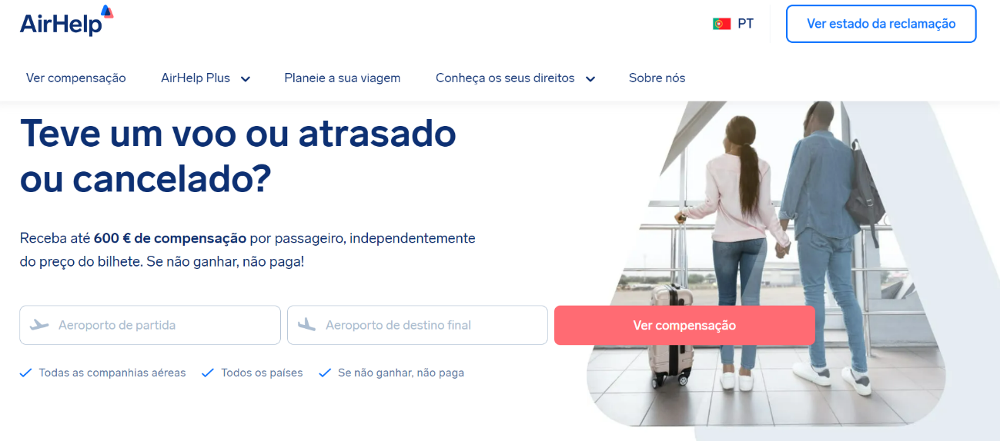 AirHelp
PT
Ver estado da reclamação
Ver compensação
AirHelp Plus
Planeie a sua viagem
Conheça os seus direitos
Sobre nós
Teve um voo ou atrasado
ou cancelado?
Receba até 600 € de compensação por passageiro, independentemente
do preço do bilhete. Se não ganhar, não paga!
Aeroporto de partida
Aeroporto de destino final
Ver compensação
Todas as companhias aéreas
Todos os países
Se não ganhar, não paga